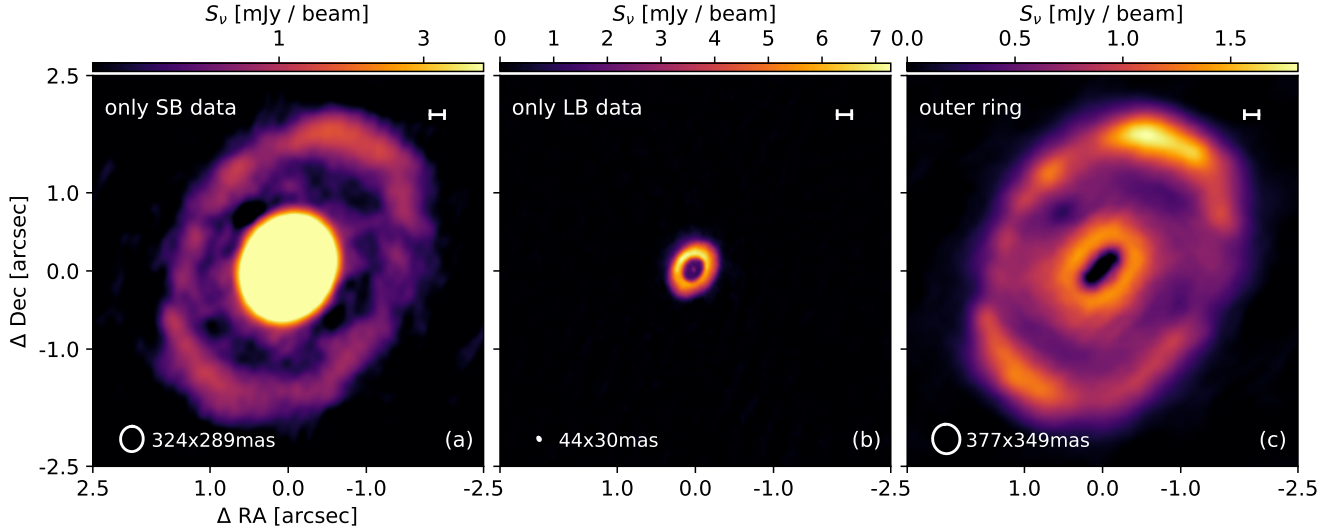 S_ν [mJy / beam] S_ν [mJy / beam] S_ν [mJy / beam]
1 3 0 1 2 3 4 5 6 7 0.0 0.5 1.0 1.5
2.5
only SB data only LB data outer ring
1.0
0.0
Δ Dec [arcsec]
-1.0
324x289mas (a) 44x30mas (b) 377x349mas (c)
-2.5
2.5 1.0 0.0 -1.0 -2.5 1.0 0.0 -1.0 -2.5 1.0 0.0 -1.0 -2.5
Δ RA [arcsec]